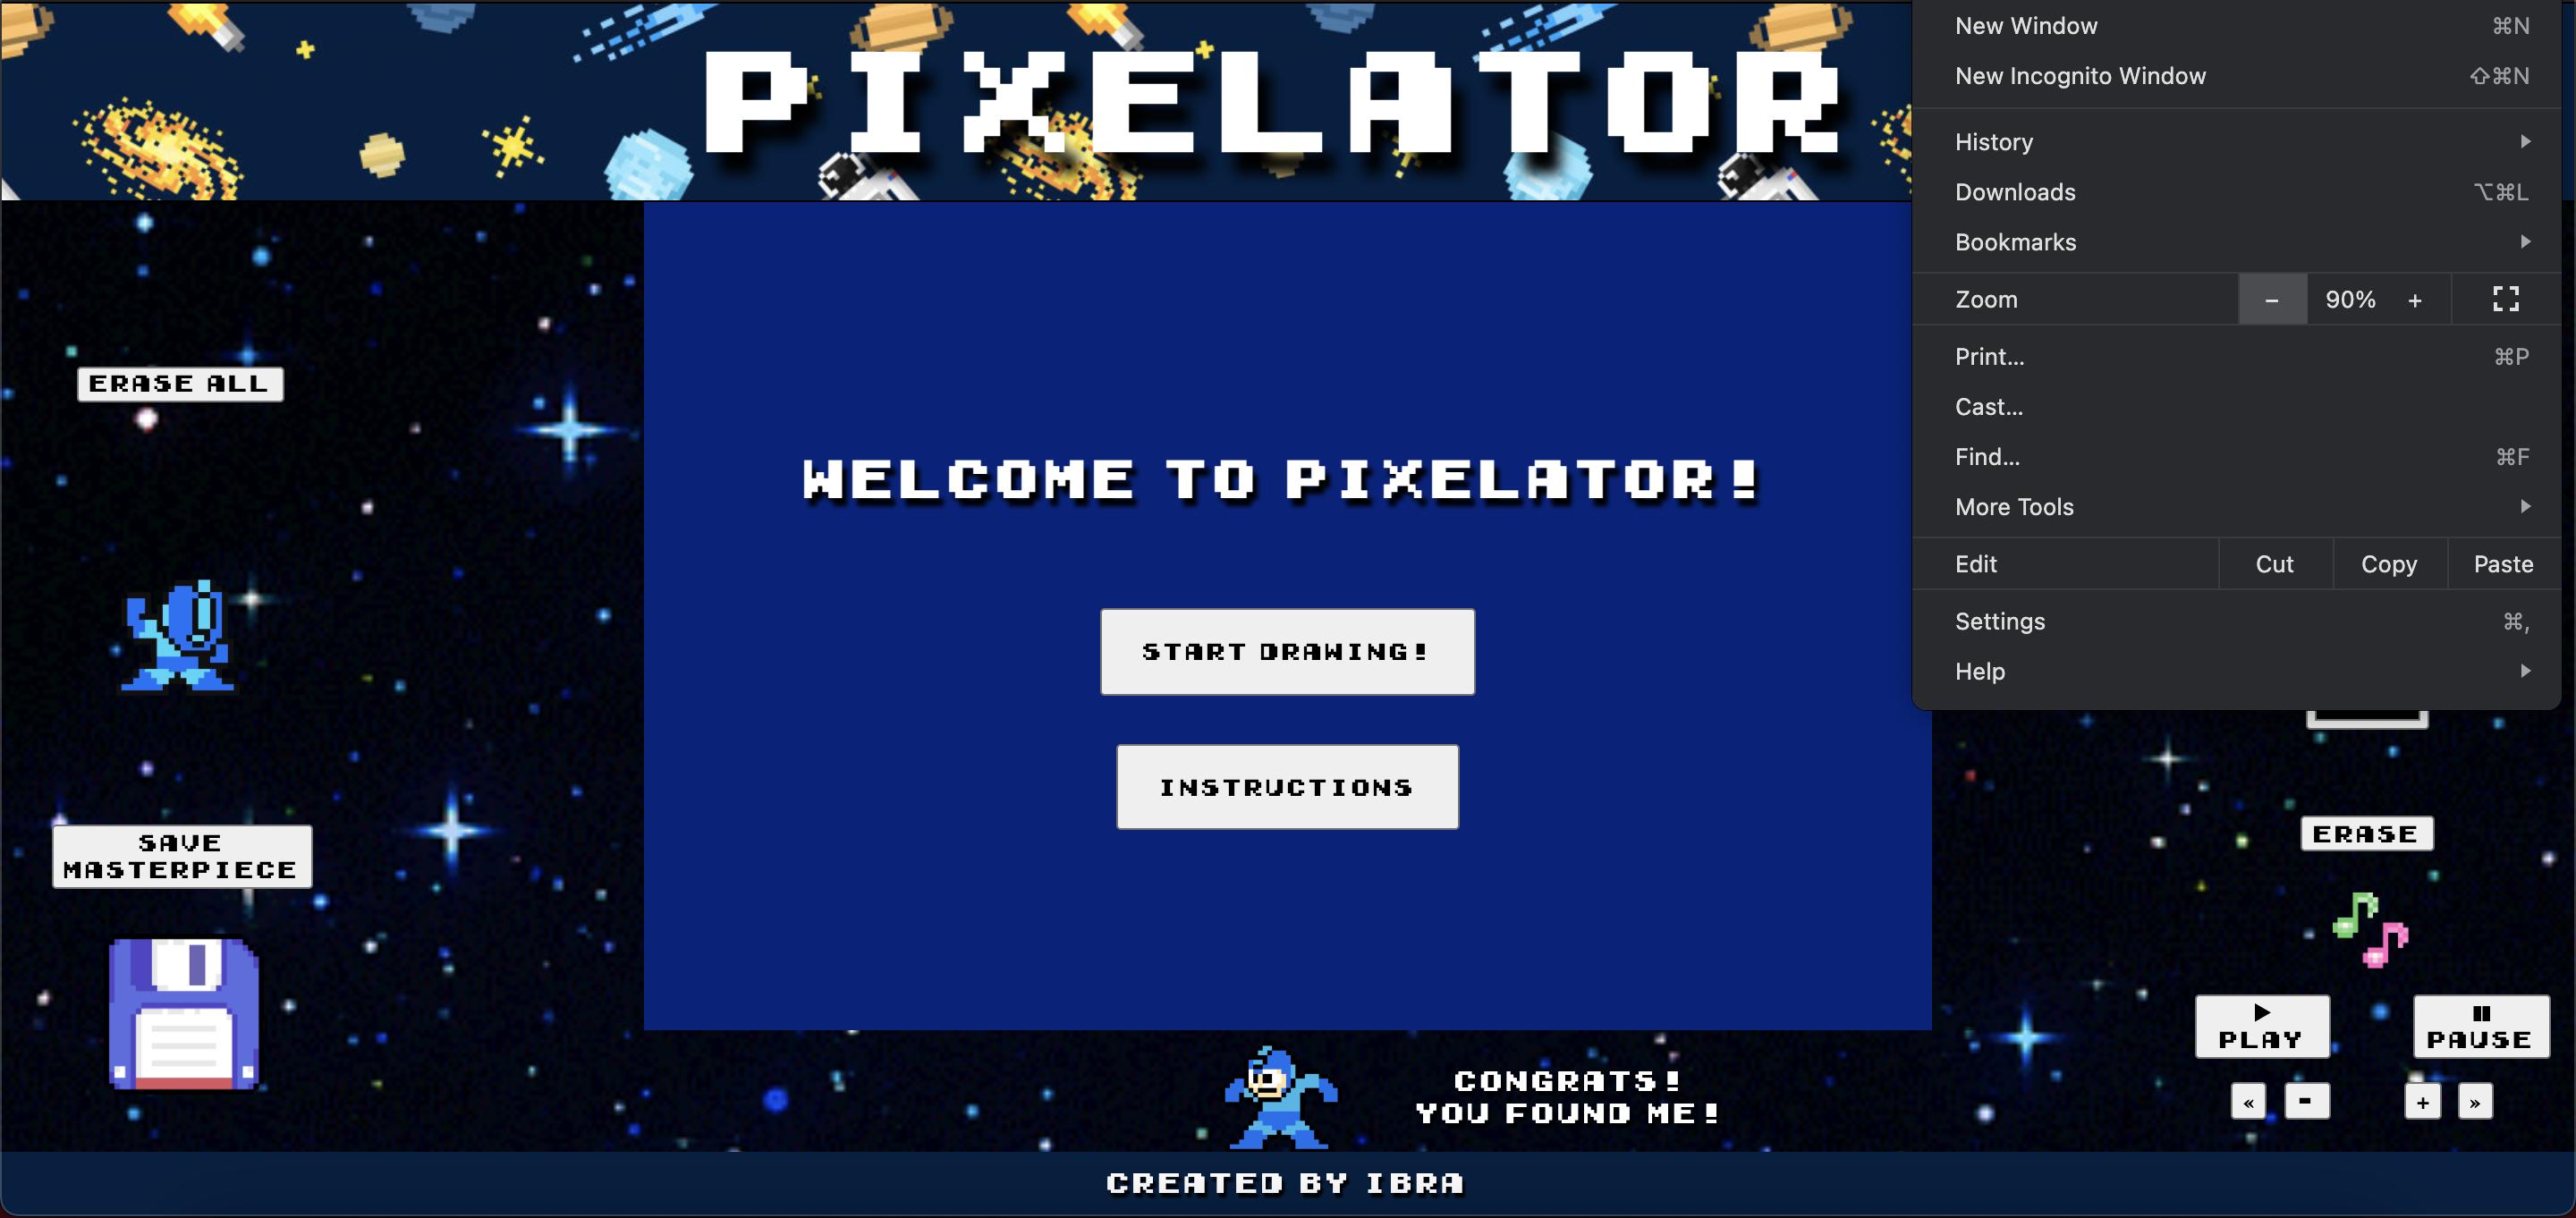 PIXELATOR
New Window ⌘N
New Incognito Window ⇧⌘N
History
Downloads ⌥⌘L
Bookmarks
Zoom − 90% +
Print... ⌘P
Cast...
Find... ⌘F
More Tools
Edit Cut Copy Paste
Settings ⌘,
Help
ERASE ALL
WELCOME TO PIXELATOR!
START DRAWING!
INSTRUCTIONS
SAVE
MASTERPIECE
ERASE
PLAY
PAUSE
« - + »
CONGRATS!
YOU FOUND ME!
CREATED BY IBRA